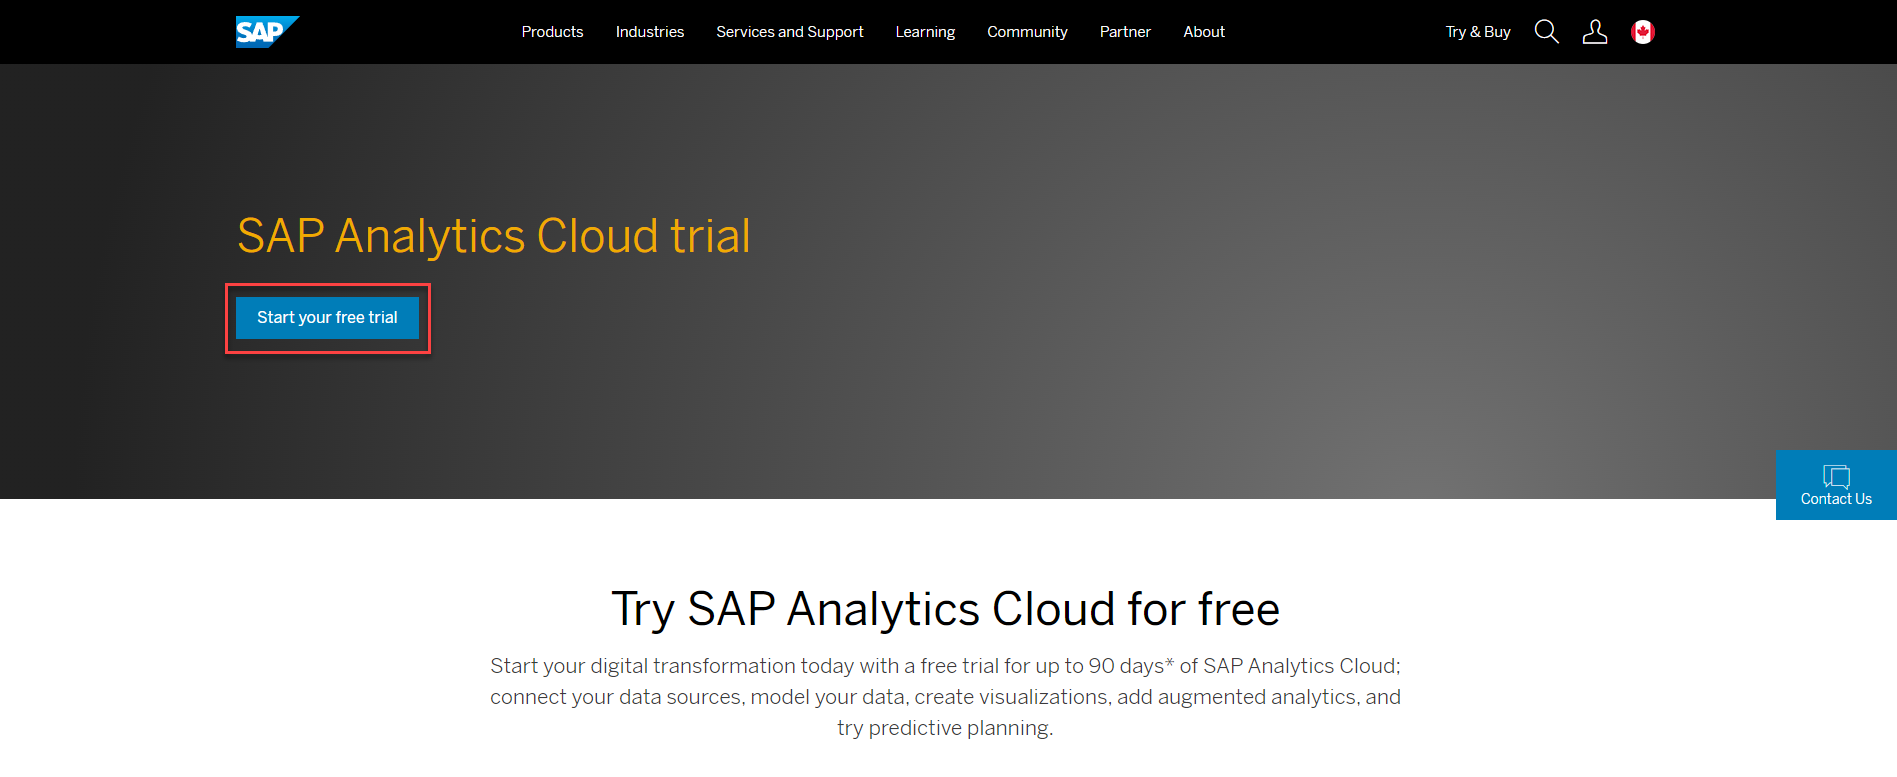 SAP
Products
Industries
Services and Support
Learning
Community
Partner
About
Try & Buy
SAP Analytics Cloud trial
Start your free trial
Contact Us
Try SAP Analytics Cloud for free
Start your digital transformation today with a free trial for up to 90 days* of SAP Analytics Cloud;
connect your data sources, model your data, create visualizations, add augmented analytics, and
try predictive planning.